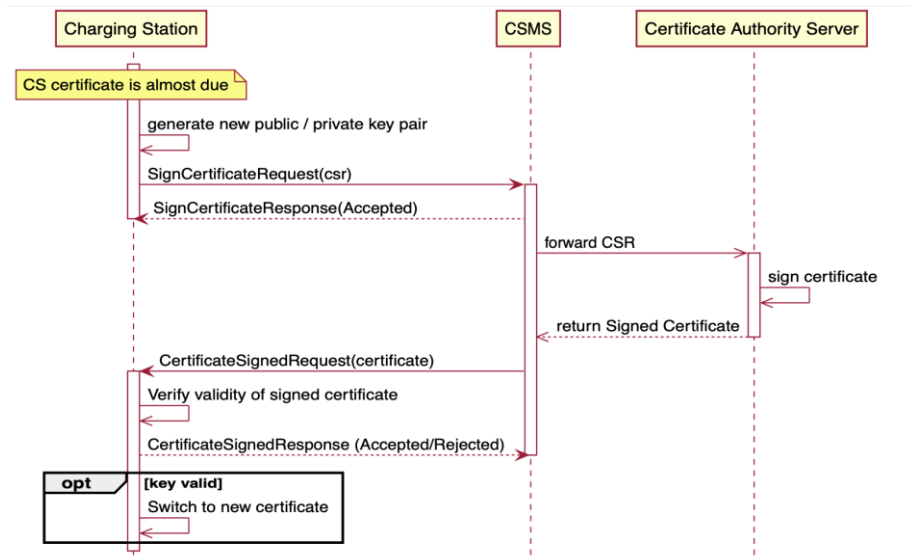 Charging Station
CSMS
Certificate Authority Server
CS certificate is almost due
generate new public / private key pair
SignCertificateRequest(csr)
SignCertificateResponse(Accepted)
forward CSR
sign certificate
return Signed Certificate
CertificateSignedRequest(certificate)
Verify validity of signed certificate
CertificateSignedResponse (Accepted/Rejected)
opt [key valid]
Switch to new certificate